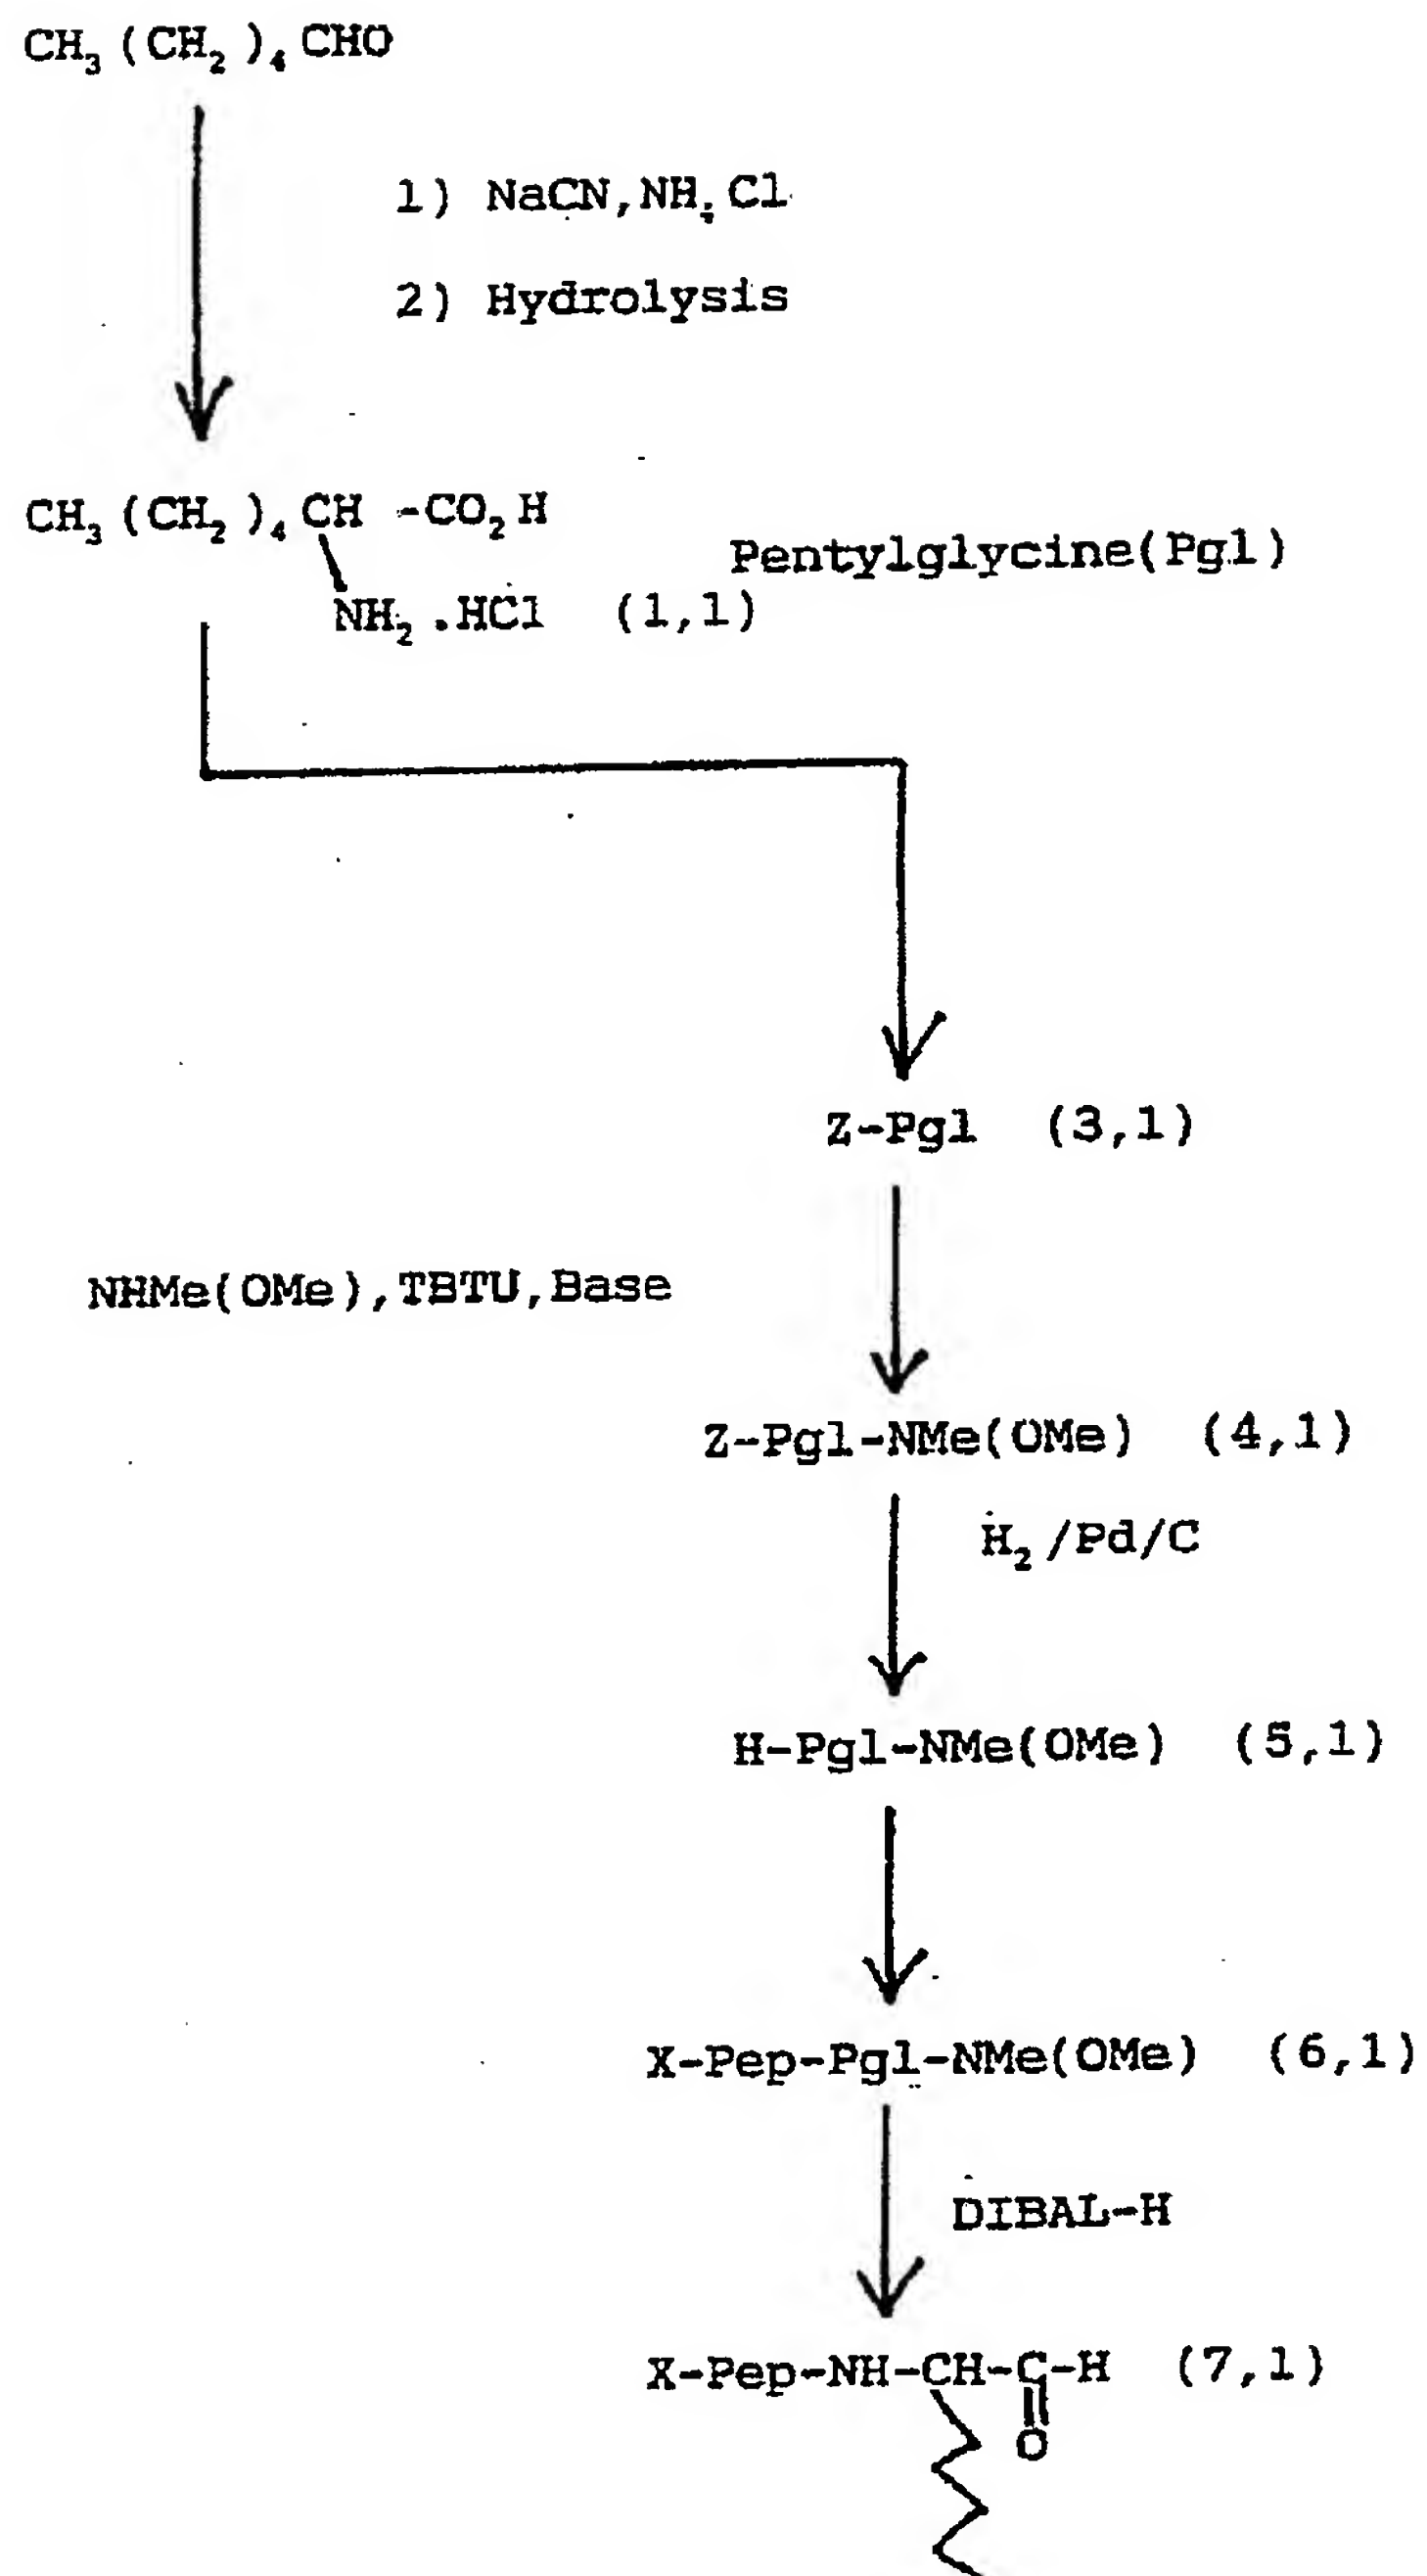 CH₃(CH₂)₄CHO
1) NaCN,NH₄Cl
2) Hydrolysis
CH₃(CH₂)₄CH-CO₂H
Pentylglycine(Pgl)
NH₂.HCl (1,1)
Z-Pgl (3,1)
NHMe(OMe),TBTU,Base
Z-Pgl-NMe(OMe) (4,1)
H₂/Pd/C
H-Pgl-NMe(OMe) (5,1)
X-Pep-Pgl-NMe(OMe) (6,1)
DIBAL-H
X-Pep-NH-CH-C-H (7,1)
O